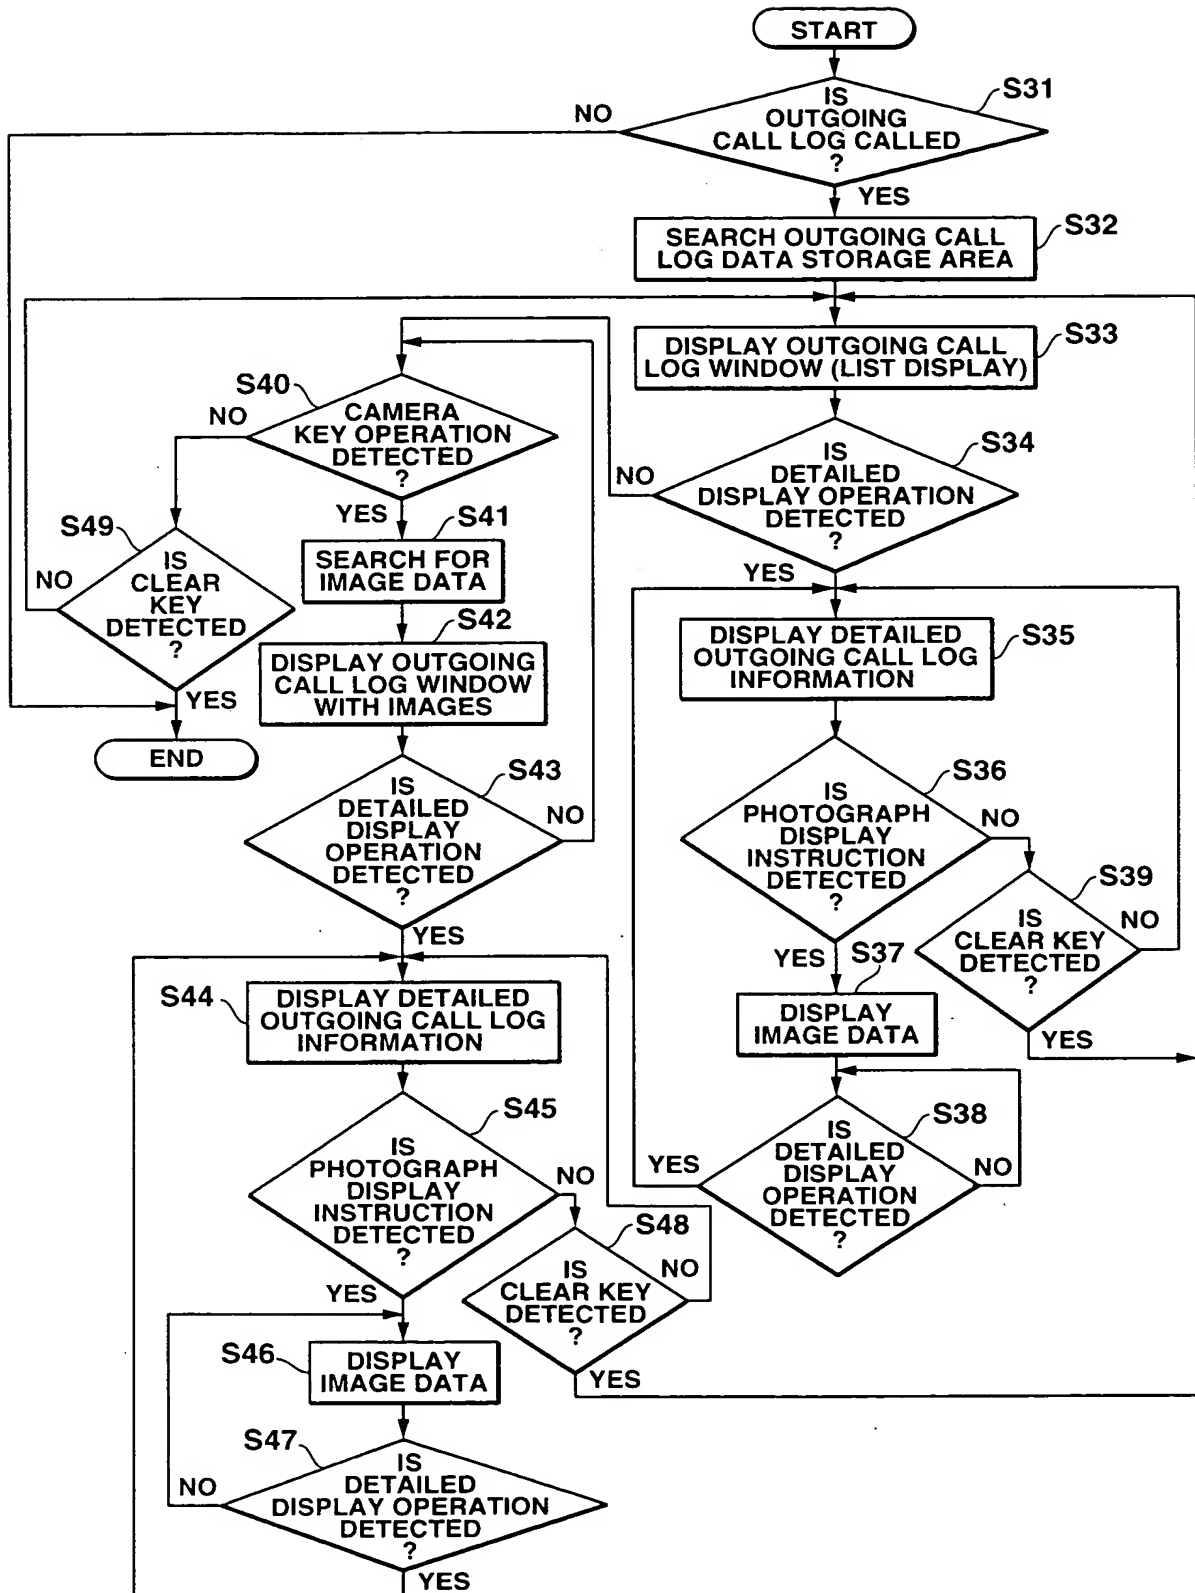 START
IS
OUTGOING
CALL LOG CALLED
?
S31
NO
YES
SEARCH OUTGOING CALL
LOG DATA STORAGE AREA
S32
DISPLAY OUTGOING CALL
LOG WINDOW (LIST DISPLAY)
S33
IS
DETAILED
DISPLAY OPERATION
DETECTED?
S34
NO
YES
DISPLAY DETAILED
OUTGOING CALL LOG
INFORMATION
S35
IS
PHOTOGRAPH
DISPLAY
INSTRUCTION
DETECTED
?
S36
NO
YES
IS
CLEAR KEY
DETECTED
?
S39
NO
YES
S37
DISPLAY
IMAGE DATA
IS
DETAILED
DISPLAY
OPERATION
DETECTED
?
S38
YES
NO
S40
CAMERA
KEY OPERATION
DETECTED
?
NO
YES
S41
SEARCH FOR
IMAGE DATA
S49
IS
CLEAR
KEY
DETECTED
?
NO
YES
END
S42
DISPLAY OUTGOING
CALL LOG WINDOW
WITH IMAGES
S43
IS
DETAILED
DISPLAY
OPERATION
DETECTED
?
NO
YES
S44
DISPLAY DETAILED
OUTGOING CALL LOG
INFORMATION
S45
IS
PHOTOGRAPH
DISPLAY
INSTRUCTION
DETECTED
?
NO
YES
S48
IS
CLEAR KEY
DETECTED
?
NO
YES
S46
DISPLAY
IMAGE DATA
S47
IS
DETAILED
DISPLAY OPERATION
DETECTED
?
NO
YES